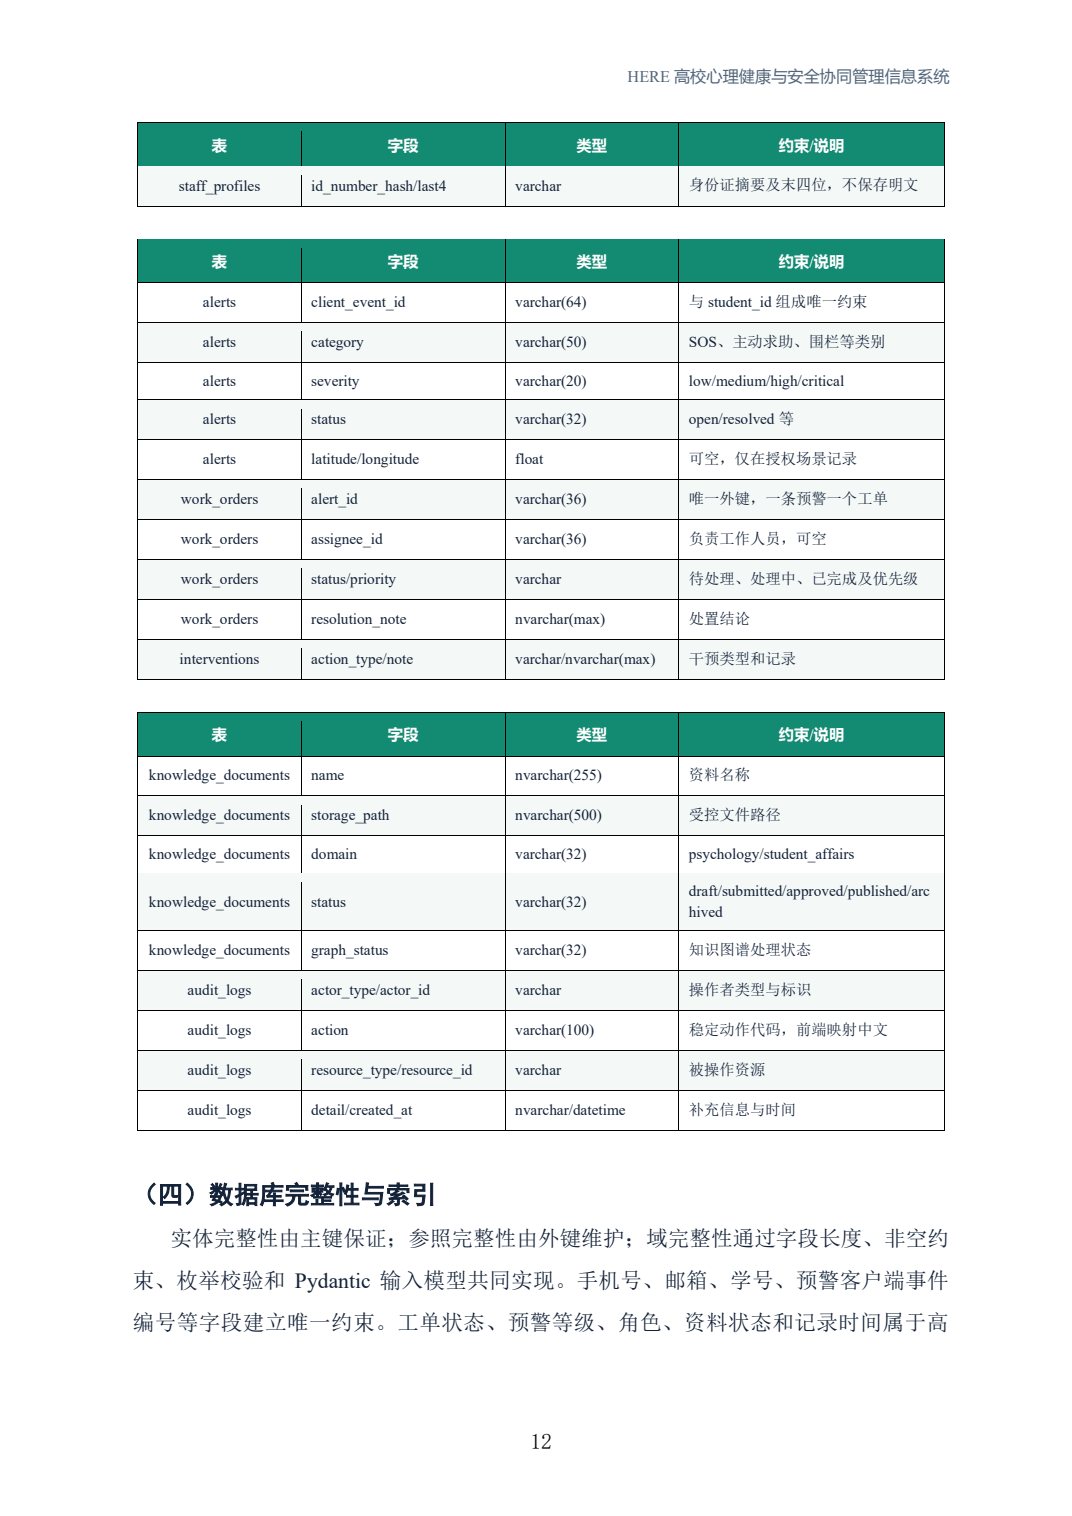 HERE 高校心理健康与安全协同管理信息系统
表 字段 类型 约束/说明
staff_profiles id_number_hash/last4 varchar 身份证摘要及末四位，不保存明文
表 字段 类型 约束/说明
alerts client_event_id varchar(64) 与 student_id 组成唯一约束
alerts category varchar(50) SOS、主动求助、围栏等类别
alerts severity varchar(20) low/medium/high/critical
alerts status varchar(32) open/resolved 等
alerts latitude/longitude float 可空，仅在授权场景记录
work_orders alert_id varchar(36) 唯一外键，一条预警一个工单
work_orders assignee_id varchar(36) 负责工作人员，可空
work_orders status/priority varchar 待处理、处理中、已完成及优先级
work_orders resolution_note nvarchar(max) 处置结论
interventions action_type/note varchar/nvarchar(max) 干预类型和记录
表 字段 类型 约束/说明
knowledge_documents name nvarchar(255) 资料名称
knowledge_documents storage_path nvarchar(500) 受控文件路径
knowledge_documents domain varchar(32) psychology/student_affairs
knowledge_documents status varchar(32) draft/submitted/approved/published/arc
hived
knowledge_documents graph_status varchar(32) 知识图谱处理状态
audit_logs actor_type/actor_id varchar 操作者类型与标识
audit_logs action varchar(100) 稳定动作代码，前端映射中文
audit_logs resource_type/resource_id varchar 被操作资源
audit_logs detail/created_at nvarchar/datetime 补充信息与时间
（四）数据库完整性与索引
实体完整性由主键保证；参照完整性由外键维护；域完整性通过字段长度、非空约
束、枚举校验和 Pydantic 输入模型共同实现。手机号、邮箱、学号、预警客户端事件
编号等字段建立唯一约束。工单状态、预警等级、角色、资料状态和记录时间属于高
12